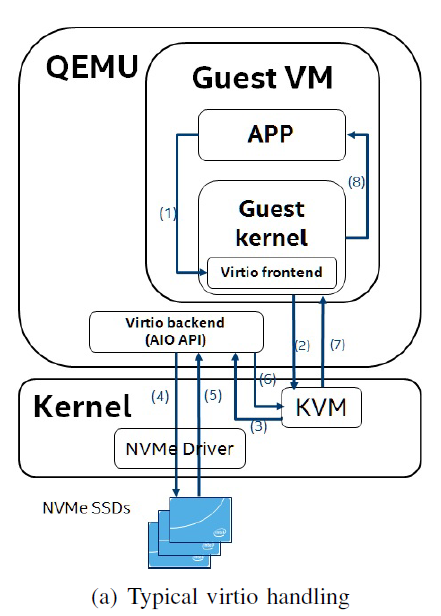 QEMU
Guest VM
APP
(1)
(8)
Guest
kernel
Virtio frontend
Virtio backend
(AIO API)
(2)
(7)
(4)
(5)
(6)
(3)
Kernel
KVM
NVMe Driver
NVMe SSDs
(a) Typical virtio handling